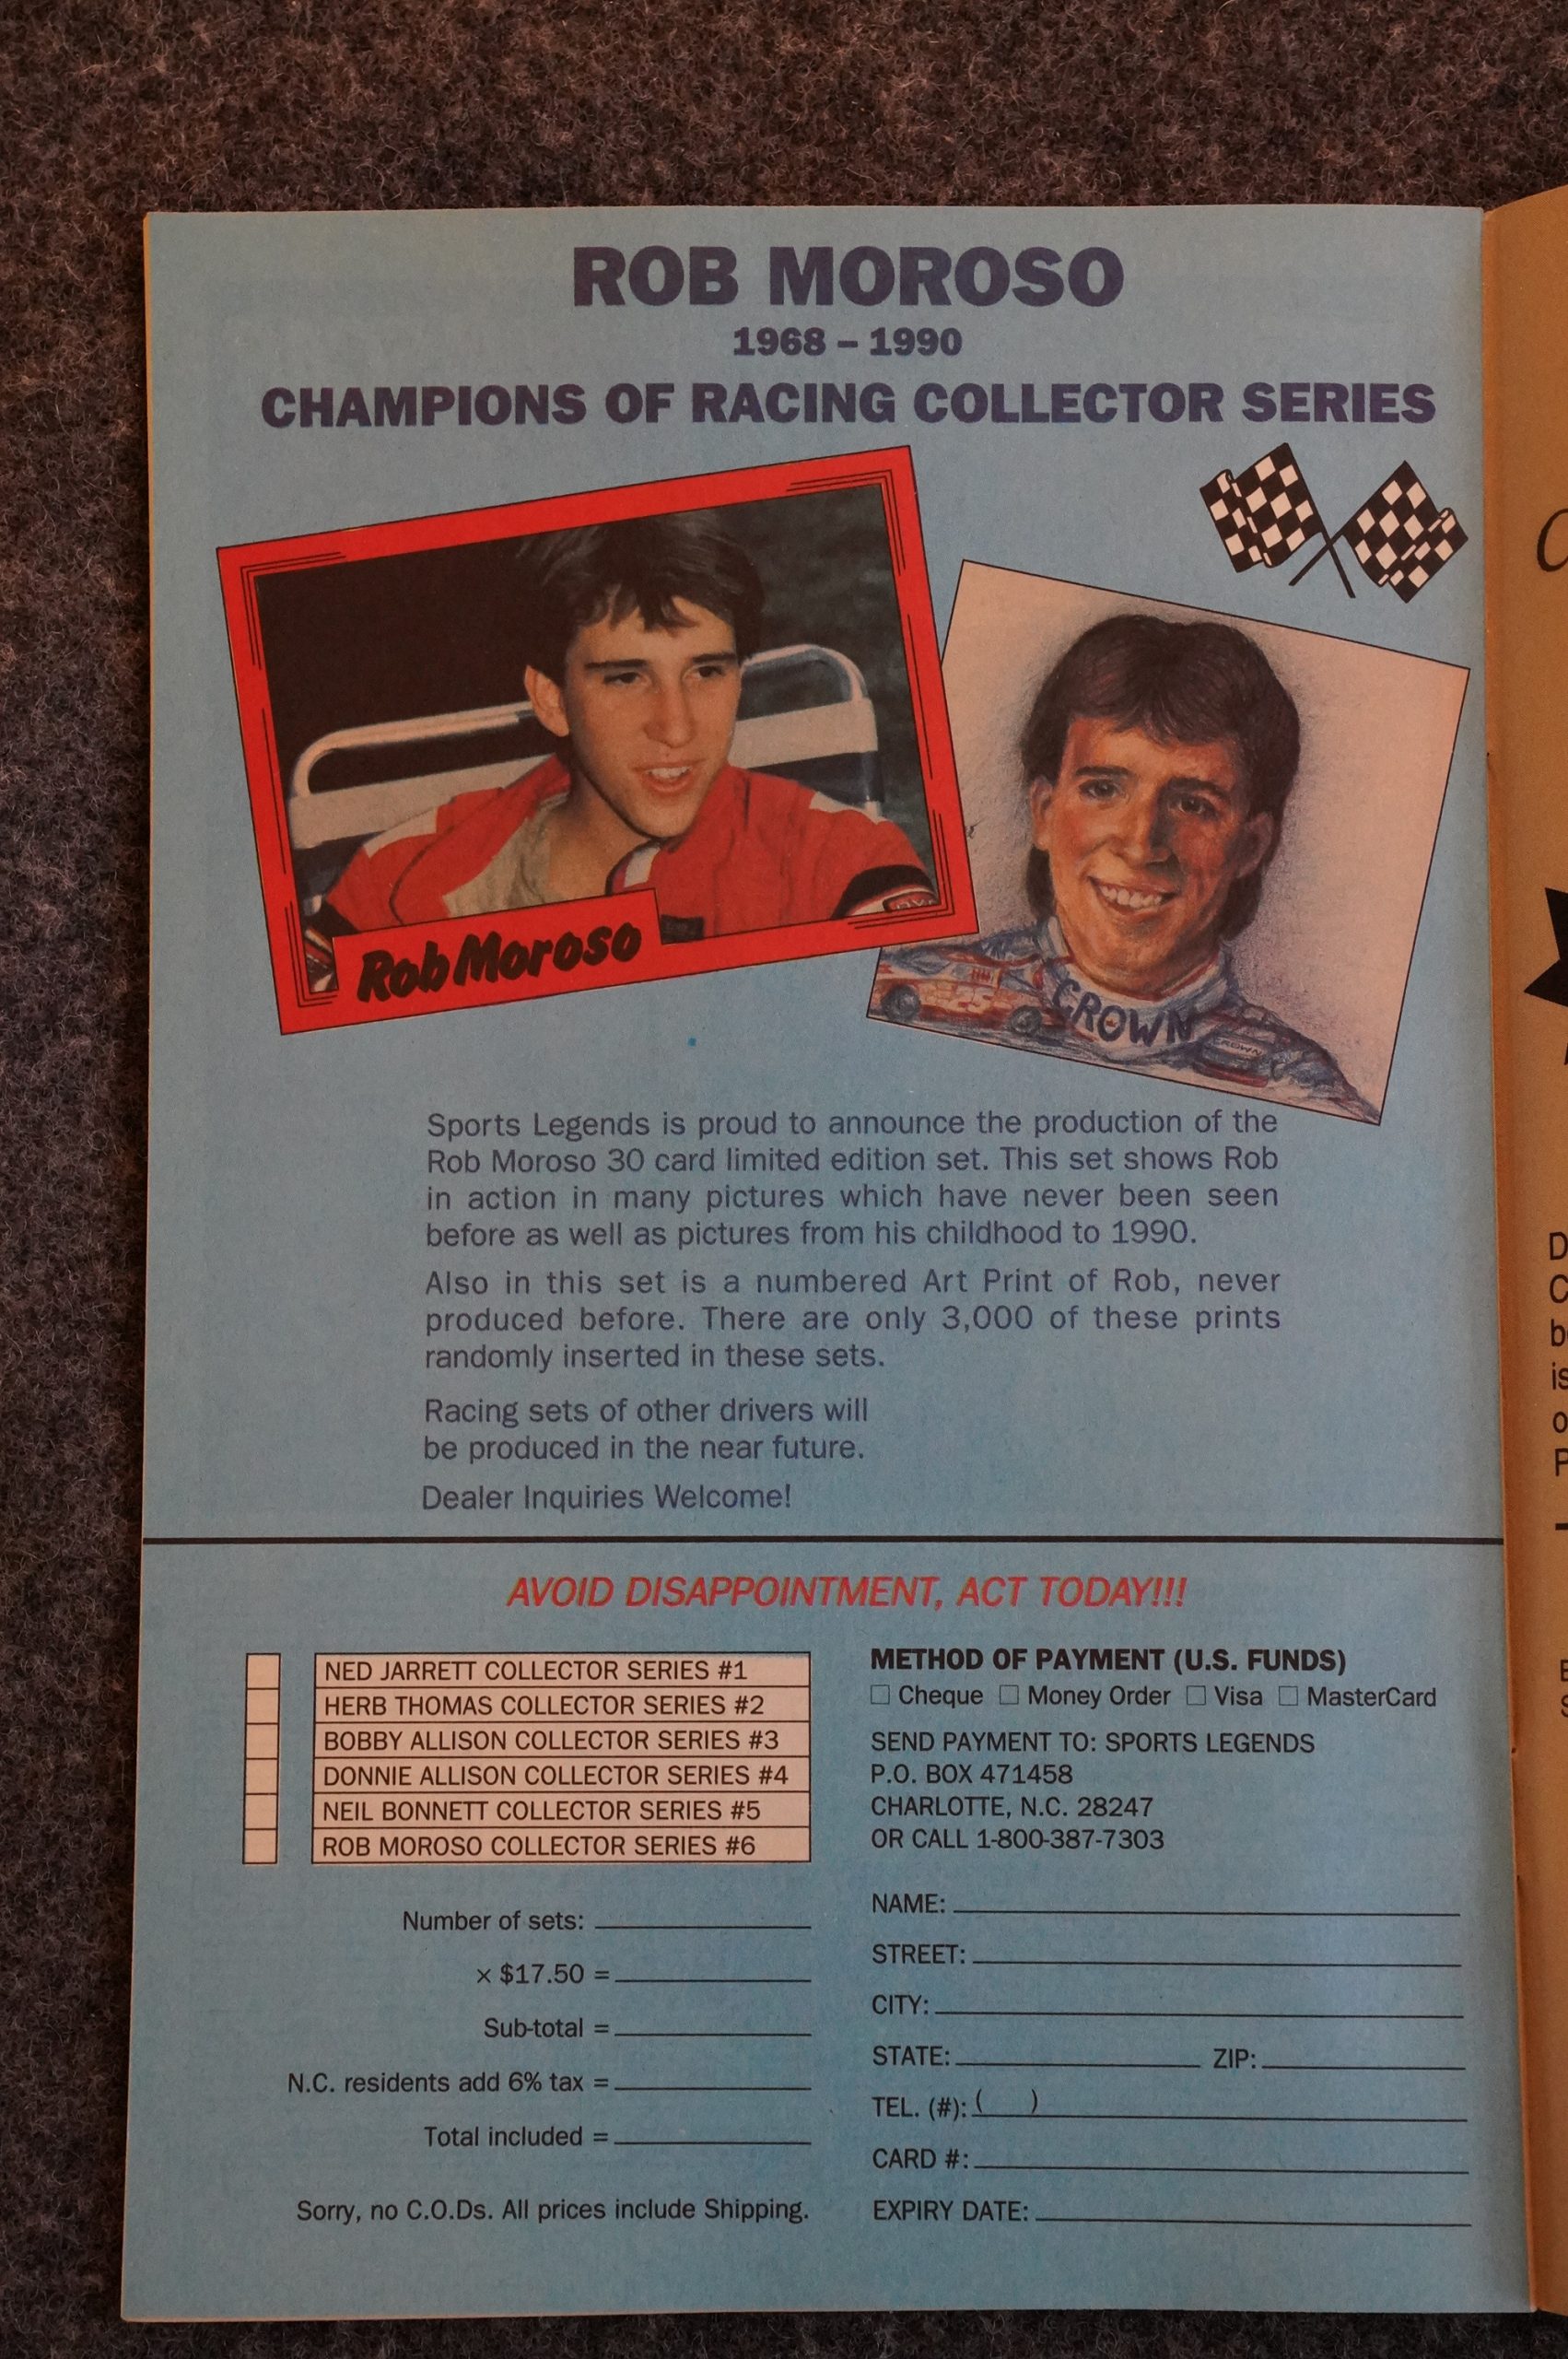 ROB MOROSO
1968 – 1990
CHAMPIONS OF RACING COLLECTOR SERIES
Rob Moroso
CROWN
CROWN
Sports Legends is proud to announce the production of the
Rob Moroso 30 card limited edition set. This set shows Rob
in action in many pictures which have never been seen
before as well as pictures from his childhood to 1990.
Also in this set is a numbered Art Print of Rob, never
produced before. There are only 3,000 of these prints
randomly inserted in these sets.
Racing sets of other drivers will
be produced in the near future.
Dealer Inquiries Welcome!
AVOID DISAPPOINTMENT, ACT TODAY!!!
NED JARRETT COLLECTOR SERIES #1
HERB THOMAS COLLECTOR SERIES #2
BOBBY ALLISON COLLECTOR SERIES #3
DONNIE ALLISON COLLECTOR SERIES #4
NEIL BONNETT COLLECTOR SERIES #5
ROB MOROSO COLLECTOR SERIES #6
Number of sets:
× $17.50 =
Sub-total =
N.C. residents add 6% tax =
Total included =
Sorry, no C.O.Ds. All prices include Shipping.
METHOD OF PAYMENT (U.S. FUNDS)
□ Cheque □ Money Order □ Visa □ MasterCard
SEND PAYMENT TO: SPORTS LEGENDS
P.O. BOX 471458
CHARLOTTE, N.C. 28247
OR CALL 1-800-387-7303
NAME:
STREET:
CITY:
STATE: ZIP:
TEL. (#): ( )
CARD #:
EXPIRY DATE: